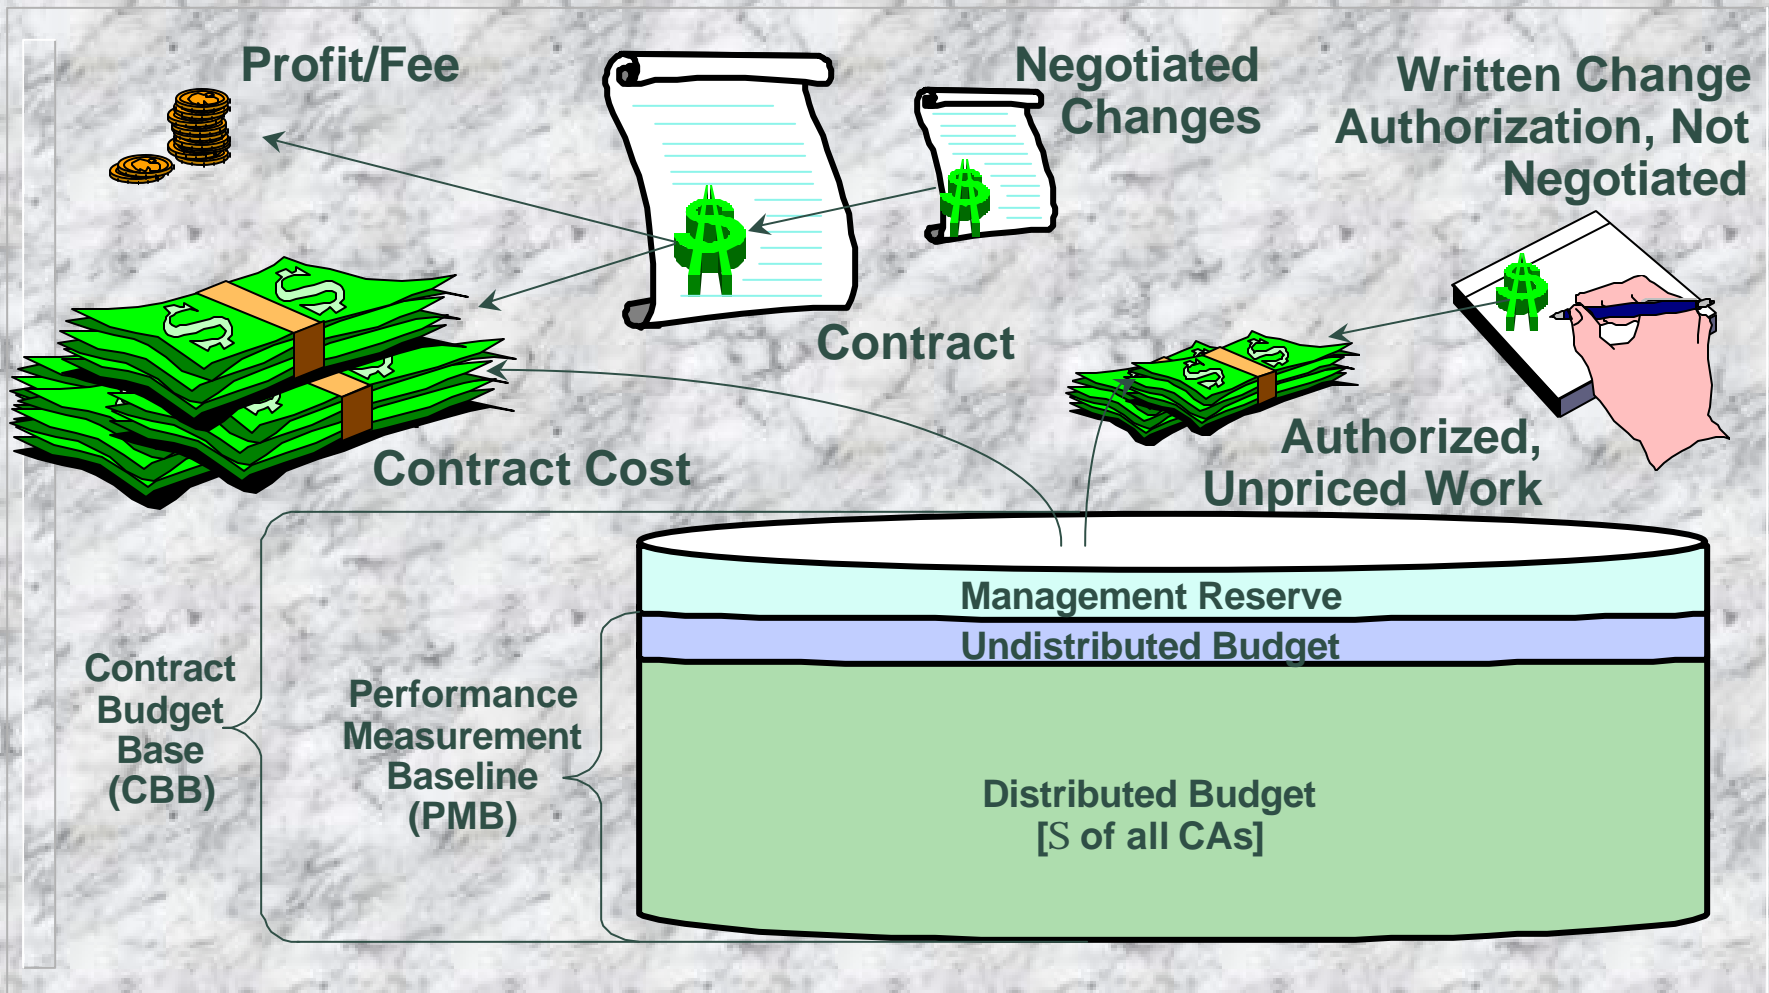 Profit/Fee
Negotiated
Changes
Written Change
Authorization, Not
Negotiated
Contract
Contract Cost
Authorized,
Unpriced Work
Management Reserve
Undistributed Budget
Contract
Budget
Base
(CBB)
Performance
Measurement
Baseline
(PMB)
Distributed Budget
[S of all CAs]